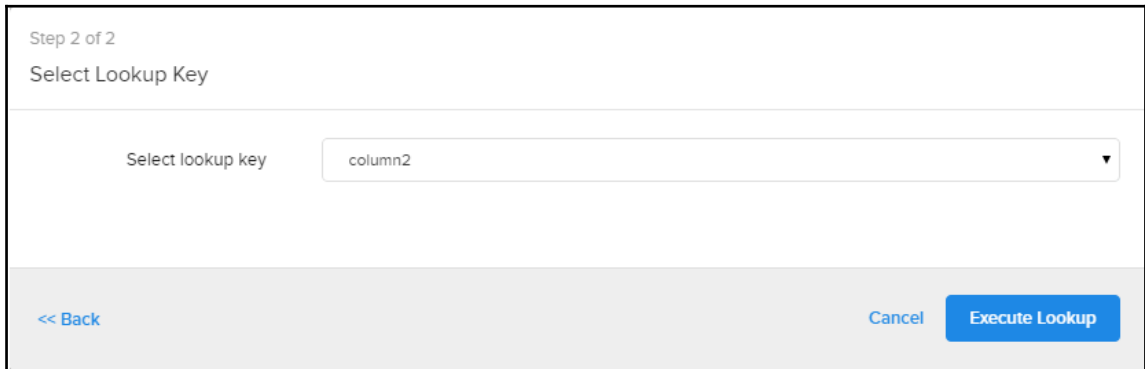 Step 2 of 2
Select Lookup Key
Select lookup key column2
<< Back Cancel Execute Lookup